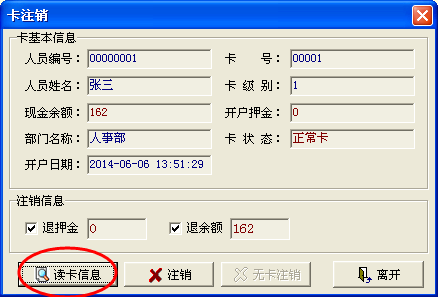 卡注销
卡基本信息
人员编号： 00000001 卡 号： 00001
人员姓名： 张三 卡 级 别： 1
现金余额： 162 开户押金： 0
部门名称： 人事部 卡 状 态： 正常卡
开户日期： 2014-06-06 13:51:29
注销信息
退押金 0 退余额 162
读卡信息 注销 无卡注销 离开